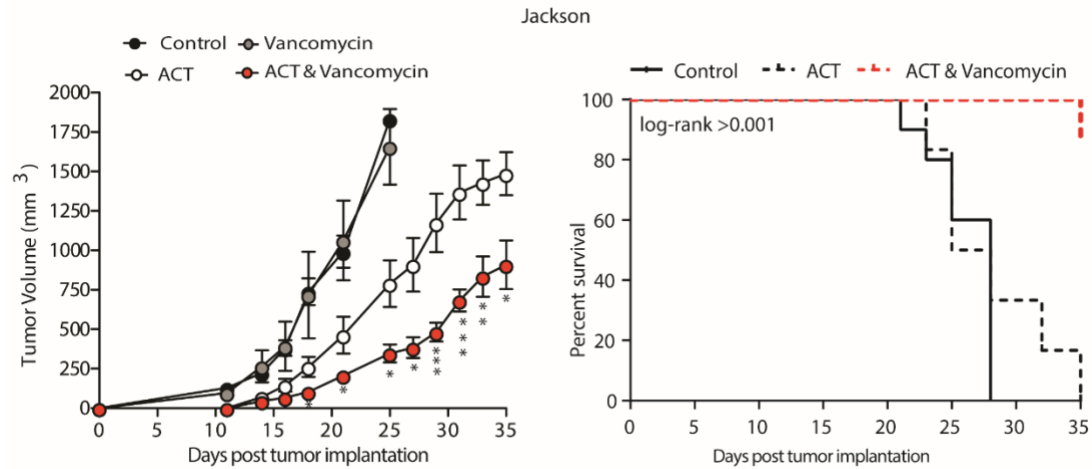 Jackson
Control
Vancomycin
ACT
ACT & Vancomycin
2000
1750
1500
1250
1000
750
500
250
0
Tumor Volume (mm 3)
*
*
*
*
***
* * *
* *
*
0
5
10
15
20
25
30
35
Days post tumor implantation
Control
ACT
ACT & Vancomycin
100
80
60
40
20
0
Percent survival
log-rank >0.001
0
5
10
15
20
25
30
35
Days post tumor implantation